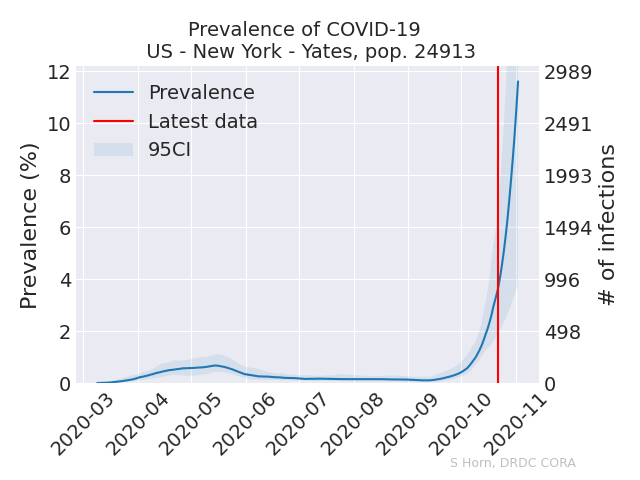 Prevalence of COVID-19
US - New York - Yates, pop. 24913
Prevalence
Latest data
95CI
Prevalence (%)
12
10
8
6
4
2
0
# of infections
2989
2491
1993
1494
996
498
0
2020-03
2020-04
2020-05
2020-06
2020-07
2020-08
2020-09
2020-10
2020-11
S Horn, DRDC CORA